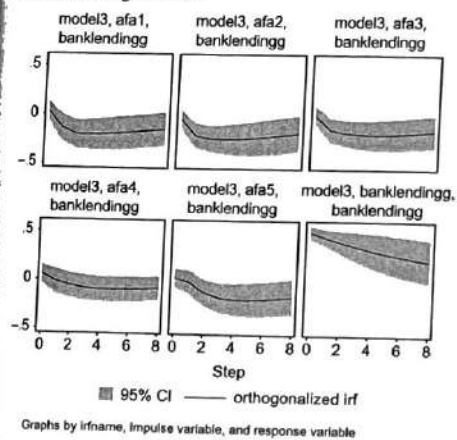 model3, afa1,
banklendingg
model3, afa2,
banklendingg
model3, afa3,
banklendingg
.5
0
-.5
model3, afa4,
banklendingg
model3, afa5,
banklendingg
model3, banklendingg,
banklendingg
.5
0
-.5
0 2 4 6 8
0 2 4 6 8
0 2 4 6 8
Step
95% CI
orthogonalized irf
Graphs by irfname, impulse variable, and response variable